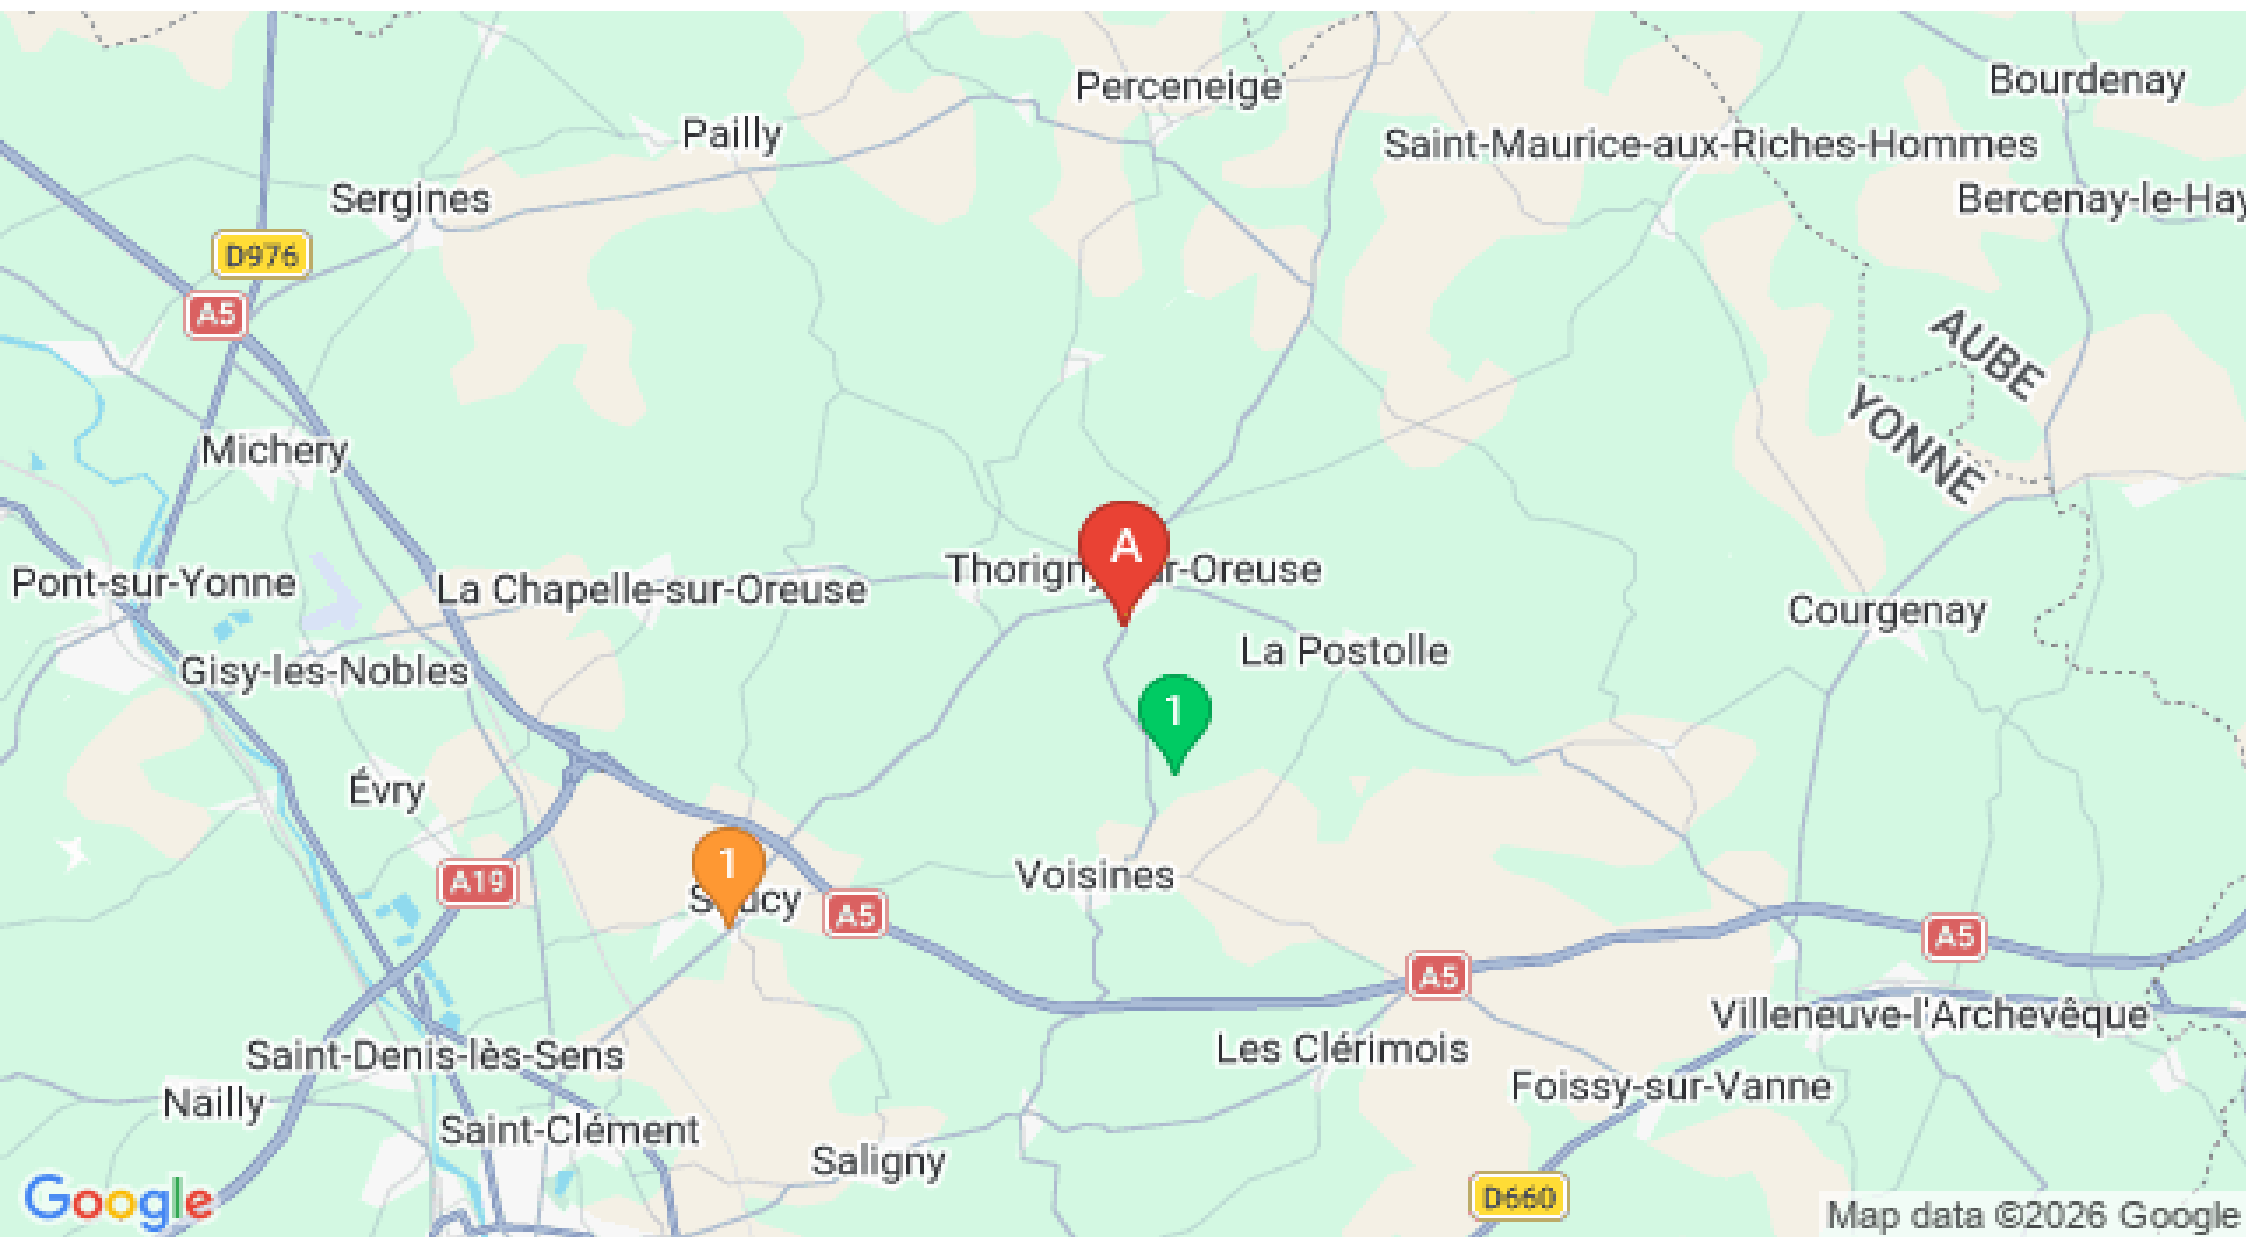 Perceneige
Bourdenay
Pailly
Saint-Maurice-aux-Riches-Hommes
Sergines
Bercenay-le-Hay
D976
A5
AUBE
YONNE
Michery
A
Thorigny-sur-Oreuse
Pont-sur-Yonne
La Chapelle-sur-Oreuse
Courgenay
La Postolle
Gisy-les-Nobles
1
Évry
1
Voisines
A19
A5
A5
A5
Villeneuve-l'Archevêque
Les Clérimois
Saint-Denis-lès-Sens
Foissy-sur-Vanne
Nailly
Saint-Clément
Saligny
Google
D660
Map data ©2026 Google